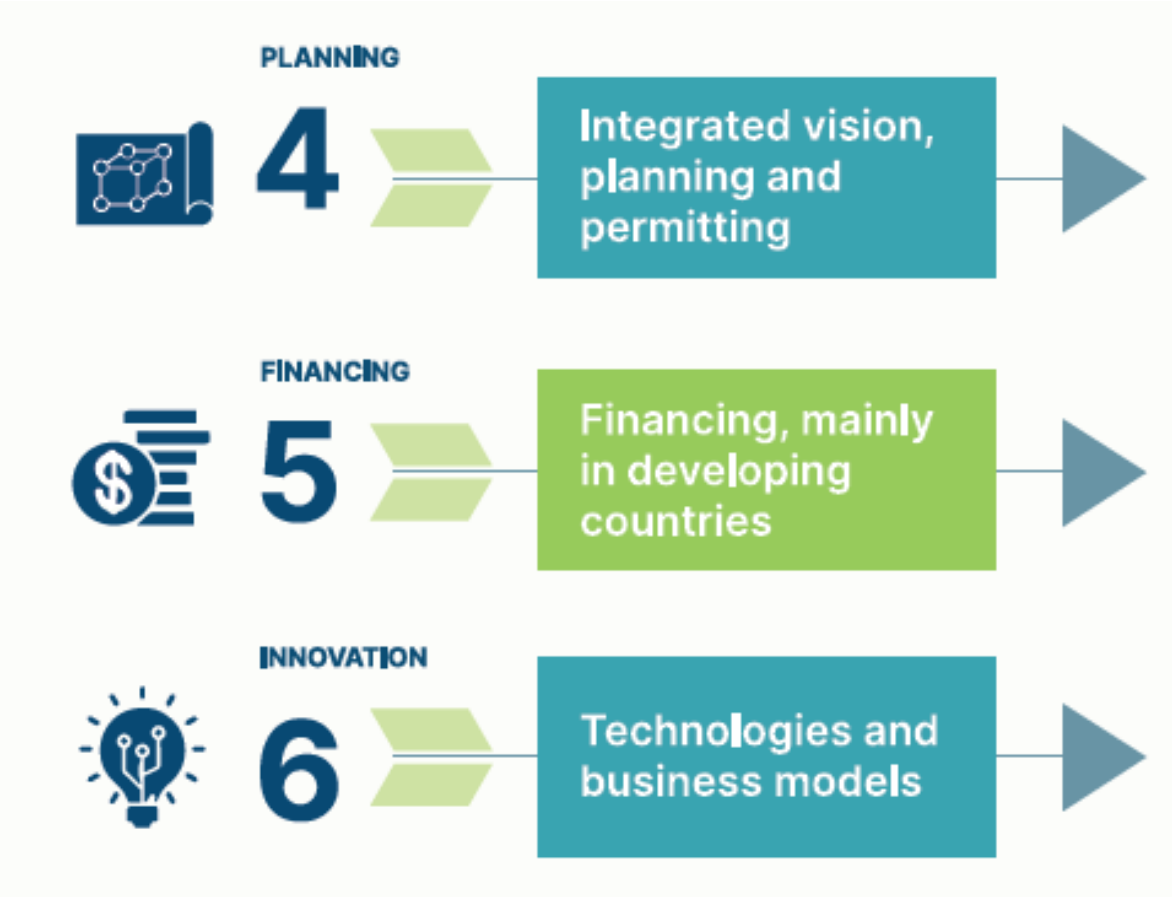 PLANNING
4
Integrated vision,
planning and
permitting
FINANCING
5
$
Financing, mainly
in developing
countries
INNOVATION
6
Technologies and
business models